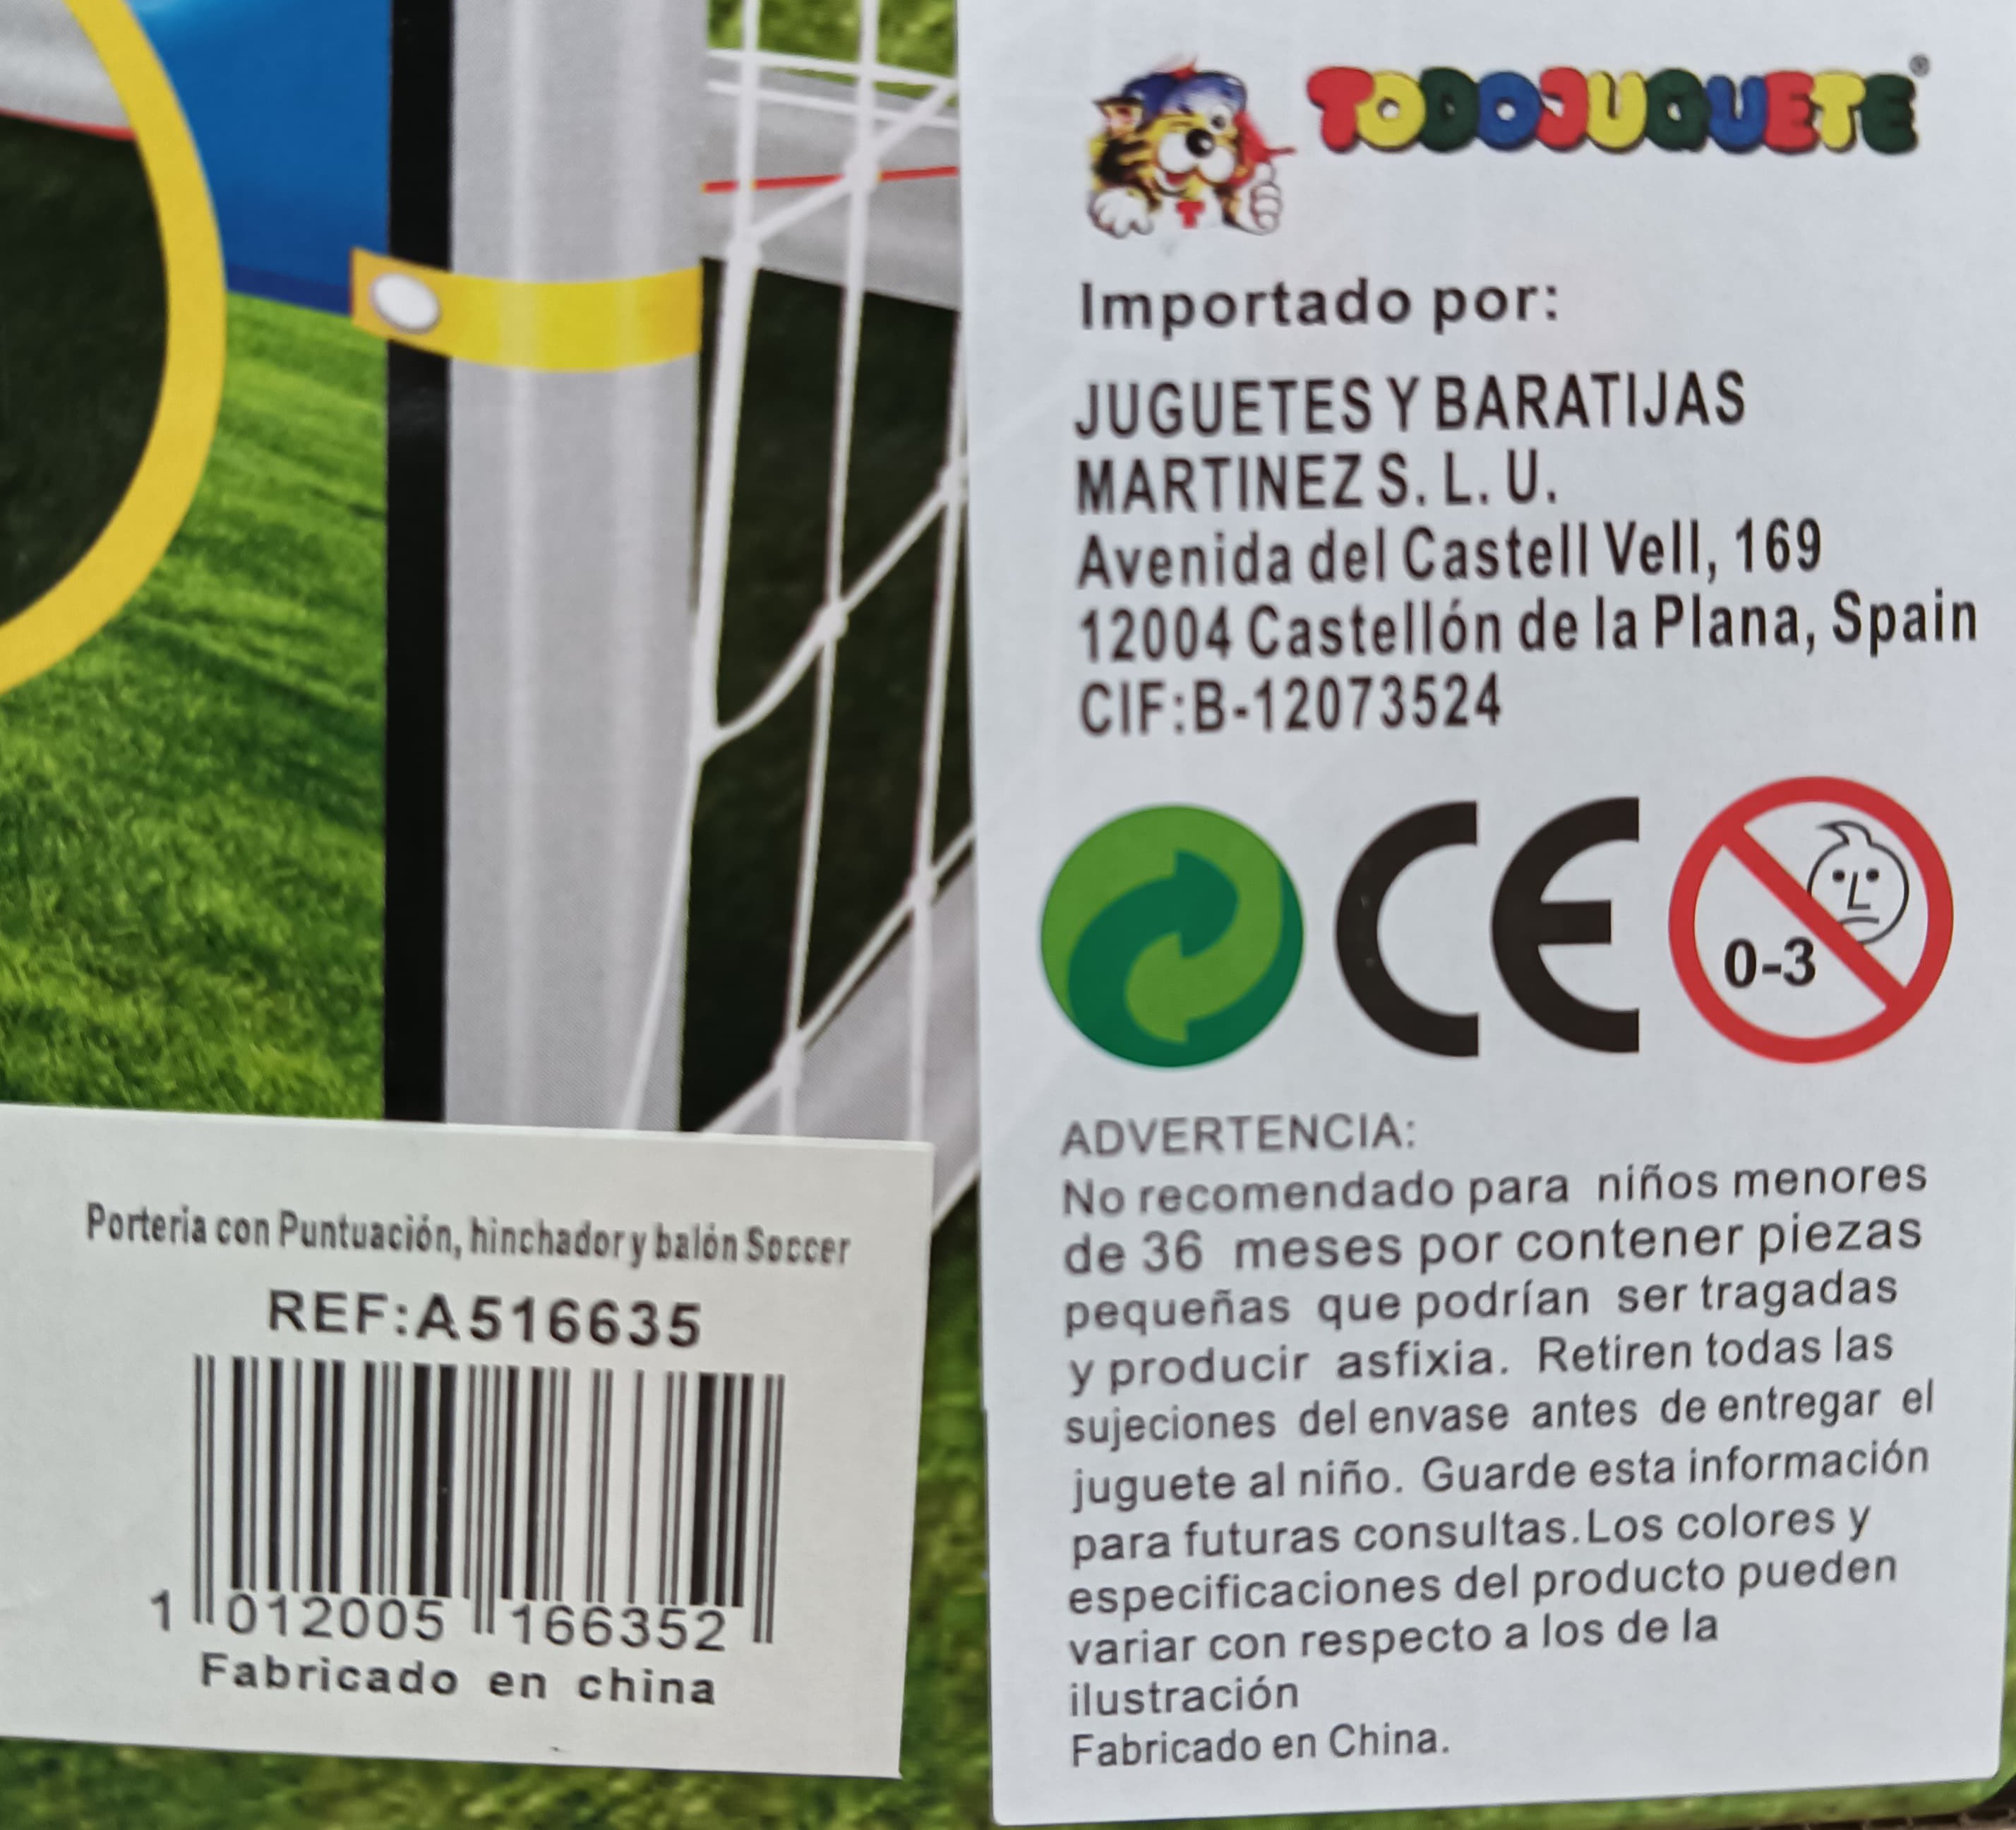 TODOJUGUETE®
Importado por:
JUGUETES Y BARATIJAS
MARTINEZ S. L. U.
Avenida del Castell Vell, 169
12004 Castellón de la Plana, Spain
CIF:B-12073524
CE
0-3
ADVERTENCIA:
No recomendado para niños menores
de 36 meses por contener piezas
pequeñas que podrían ser tragadas
y producir asfixia. Retiren todas las
sujeciones del envase antes de entregar el
juguete al niño. Guarde esta información
para futuras consultas.Los colores y
especificaciones del producto pueden
variar con respecto a los de la
ilustración
Fabricado en China.
Porteria con Puntuación, hinchador y balón Soccer
REF:A516635
1 012005 166352
Fabricado en china